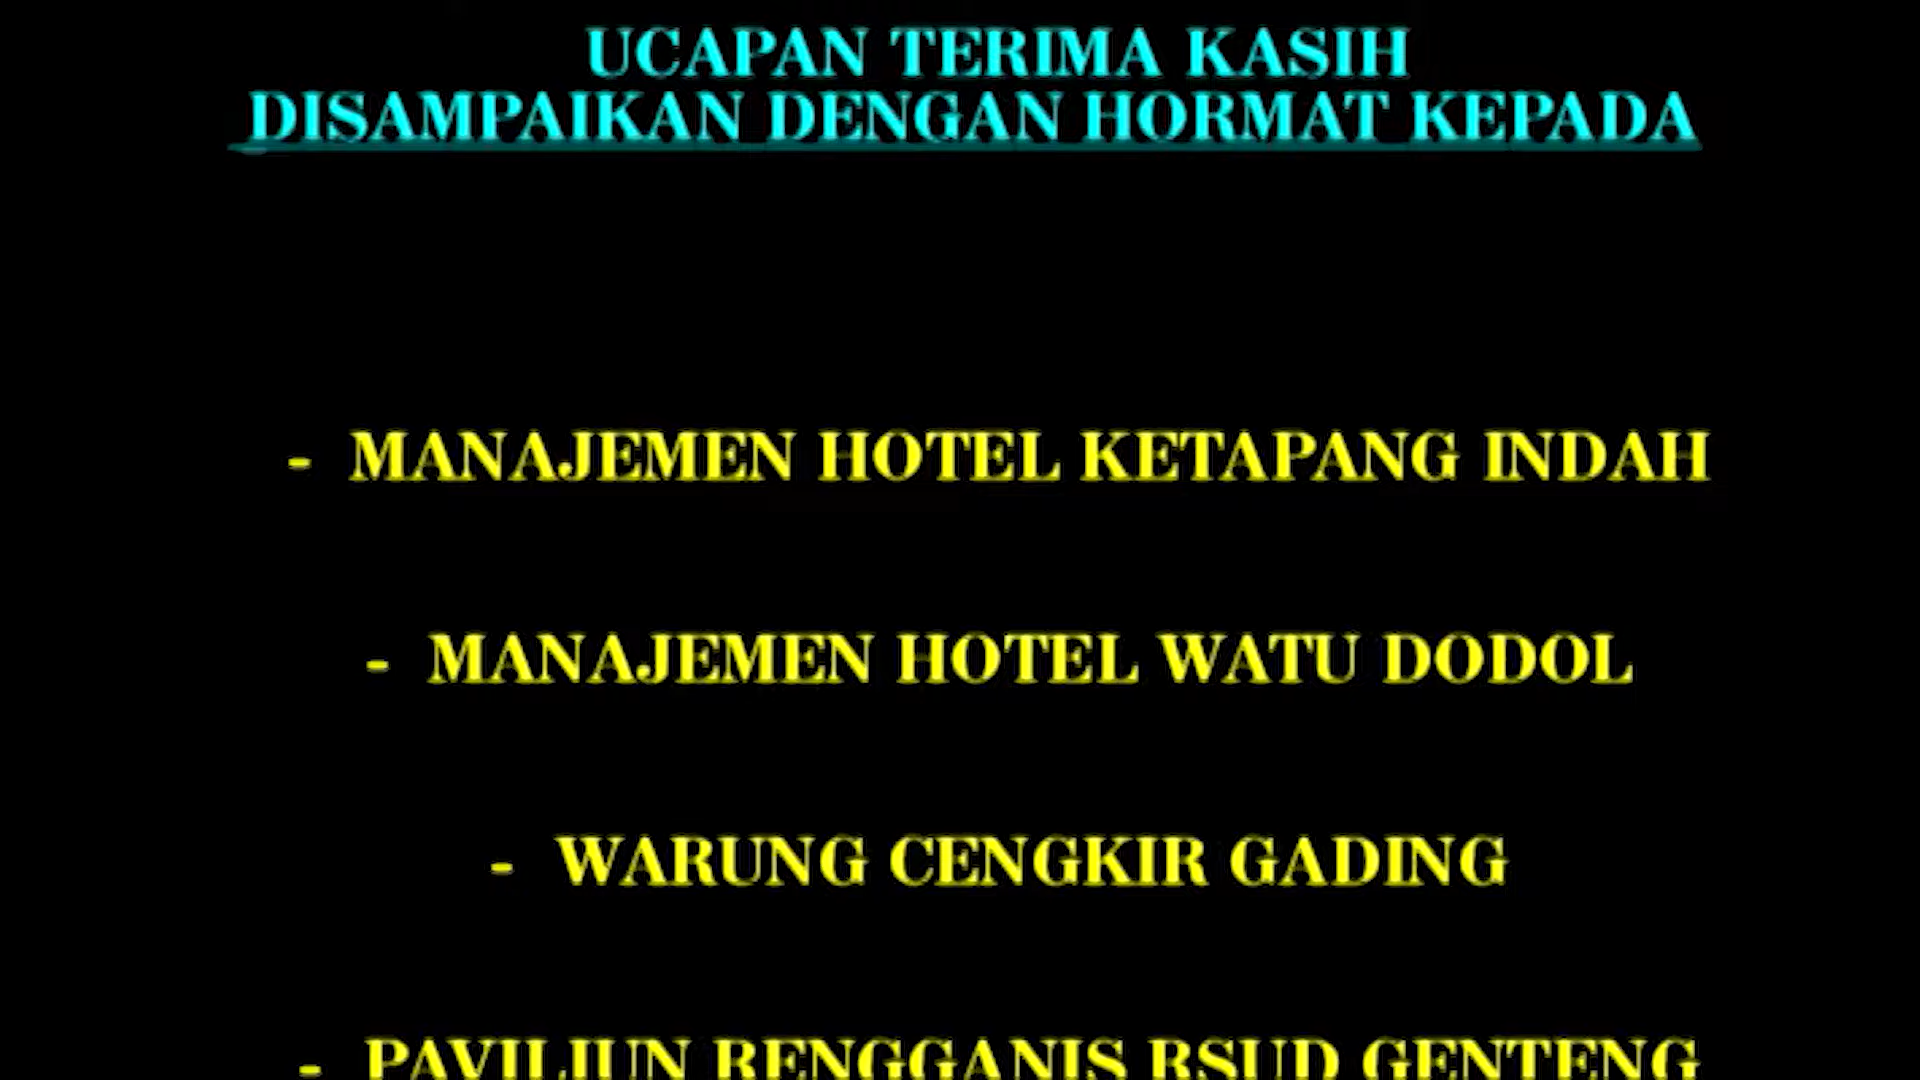 UCAPAN TERIMA KASIH
DISAMPAIKAN DENGAN HORMAT KEPADA
- MANAJEMEN HOTEL KETAPANG INDAH
- MANAJEMEN HOTEL WATU DODOL
- WARUNG CENGKIR GADING
- PAVILJUN RENGGANIS RSUD GENTENG